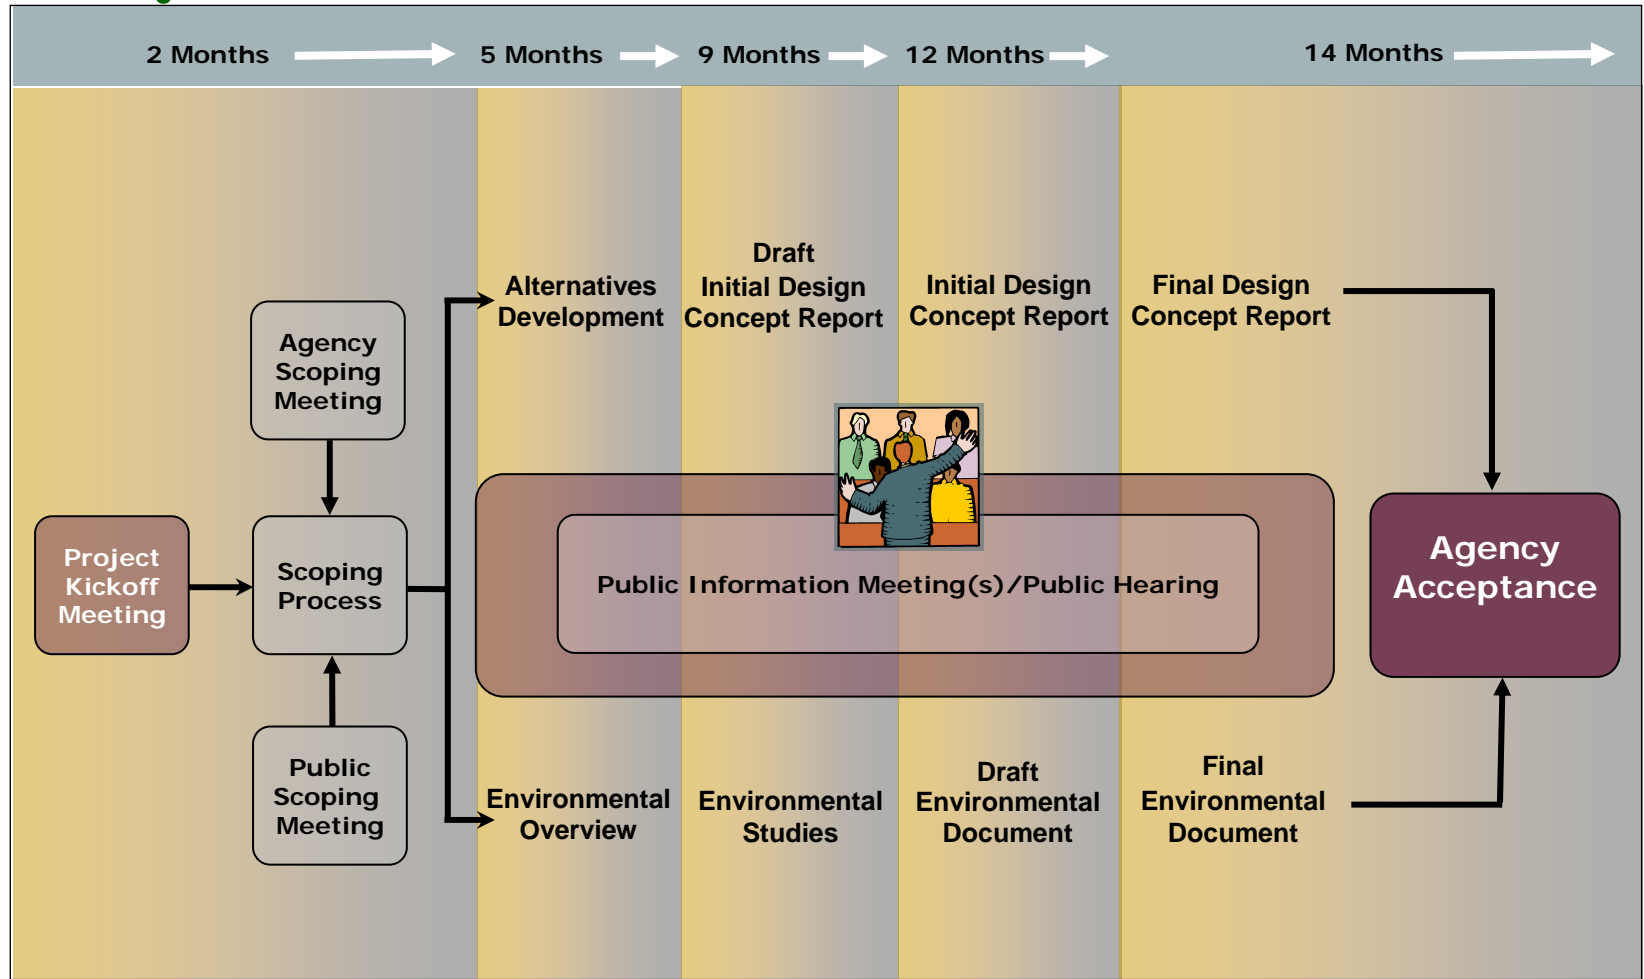 2 Months
5 Months
9 Months
12 Months
14 Months
Project
Kickoff
Meeting
Agency
Scoping
Meeting
Scoping
Process
Public
Scoping
Meeting
Alternatives
Development
Draft
Initial Design
Concept Report
Initial Design
Concept Report
Final Design
Concept Report
Public Information Meeting(s)/Public Hearing
Environmental
Overview
Environmental
Studies
Draft
Environmental
Document
Final
Environmental
Document
Agency
Acceptance